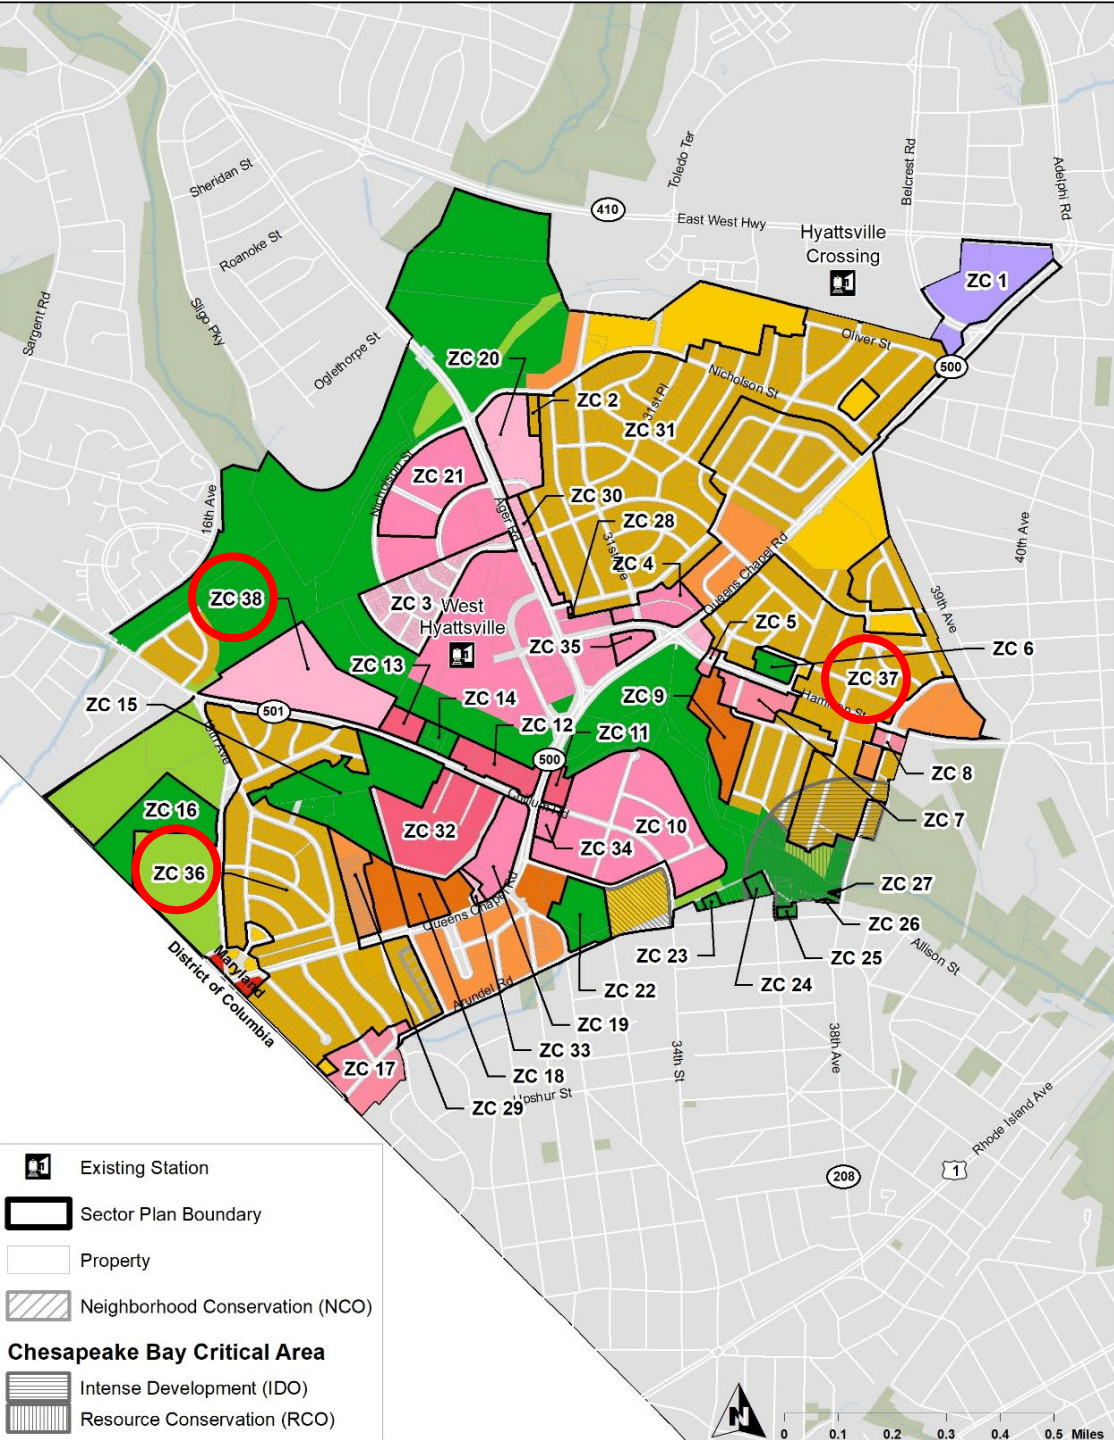 Sheridan St
Roanoke St
Sligo Pky
Sargent Rd
Oglethorpe St
410
East West Hwy
Toledo Ter
Belcrest Rd
Adelphi Rd
Hyattsville
Crossing
ZC 1
500
Oliver St
Nicholson St
ZC 20
ZC 2
31st Pl
ZC 31
ZC 21
Nicholson St
16th Ave
Ager Rd
ZC 30
ZC 28
31st Ave
ZC 4
Queens Chapel Rd
40th Ave
39th Ave
ZC 38
ZC 3
West
Hyattsville
ZC 35
ZC 5
ZC 6
ZC 37
ZC 13
ZC 14
ZC 9
ZC 15
501
ZC 12
ZC 11
500
ZC 8
ZC 7
ZC 16
ZC 32
ZC 10
ZC 34
ZC 36
Queens Chapel Rd
ZC 27
ZC 26
ZC 25
ZC 24
ZC 23
ZC 22
Allison St
Maryland
District of Columbia
Arundel Rd
ZC 19
ZC 33
ZC 18
ZC 29
ZC 17
34th St
38th Ave
Rhode Island Ave
208
1
Existing Station
Sector Plan Boundary
Property
Neighborhood Conservation (NCO)
Chesapeake Bay Critical Area
Intense Development (IDO)
Resource Conservation (RCO)
N
0 0.1 0.2 0.3 0.4 0.5 Miles